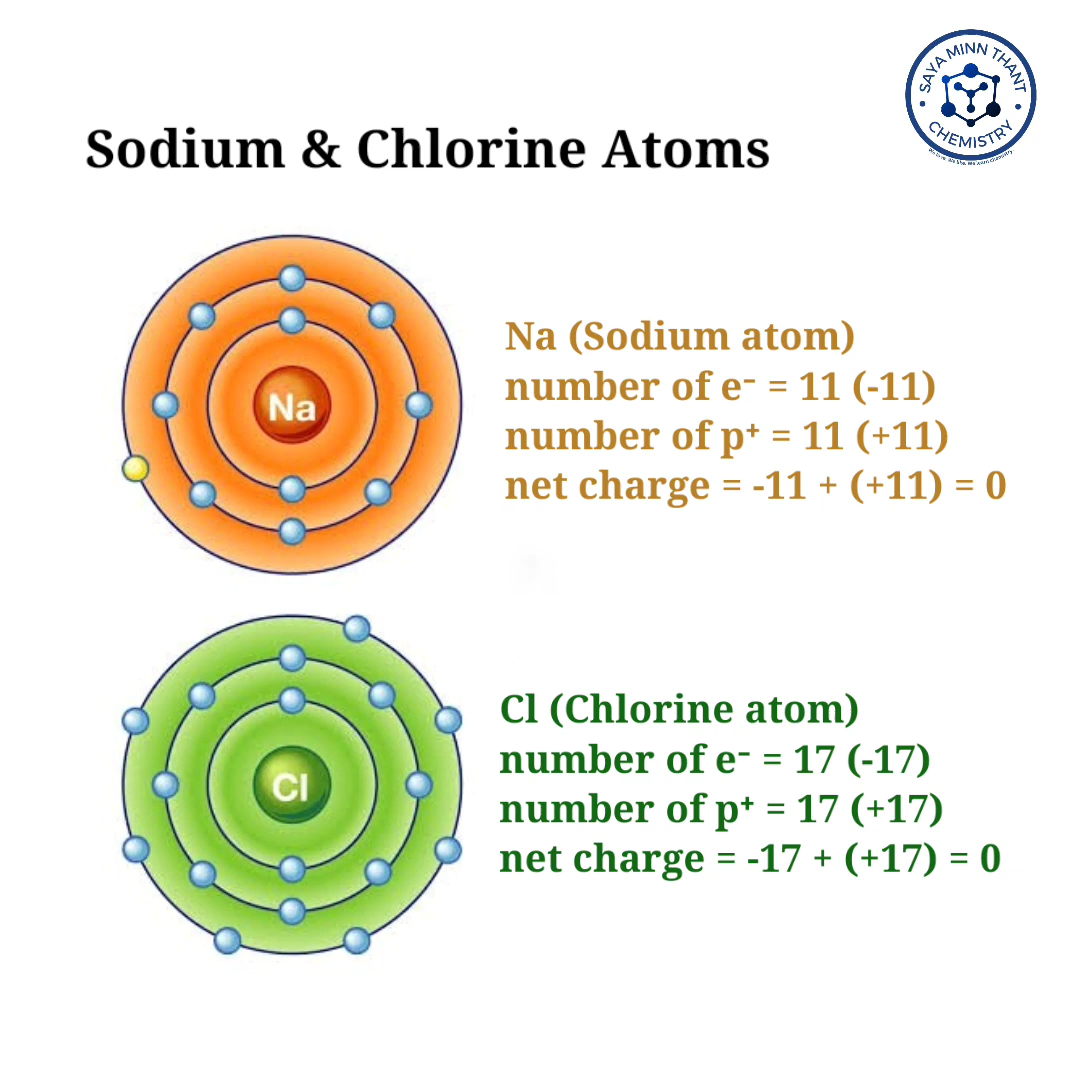 SAYA MINN THANT
CHEMISTRY
Sodium & Chlorine Atoms
Na
Na (Sodium atom)
number of e⁻ = 11 (-11)
number of p⁺ = 11 (+11)
net charge = -11 + (+11) = 0
Cl
Cl (Chlorine atom)
number of e⁻ = 17 (-17)
number of p⁺ = 17 (+17)
net charge = -17 + (+17) = 0